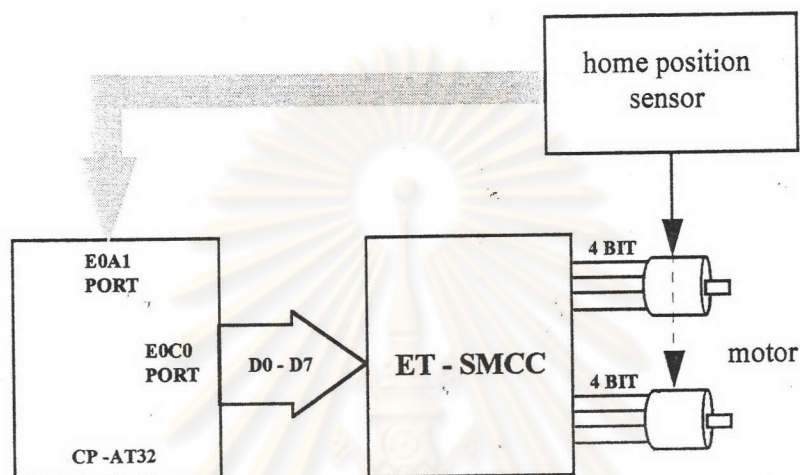 home position
sensor
E0A1
PORT
E0C0
PORT
D0 - D7
ET - SMCC
4 BIT
4 BIT
motor
CP -AT32